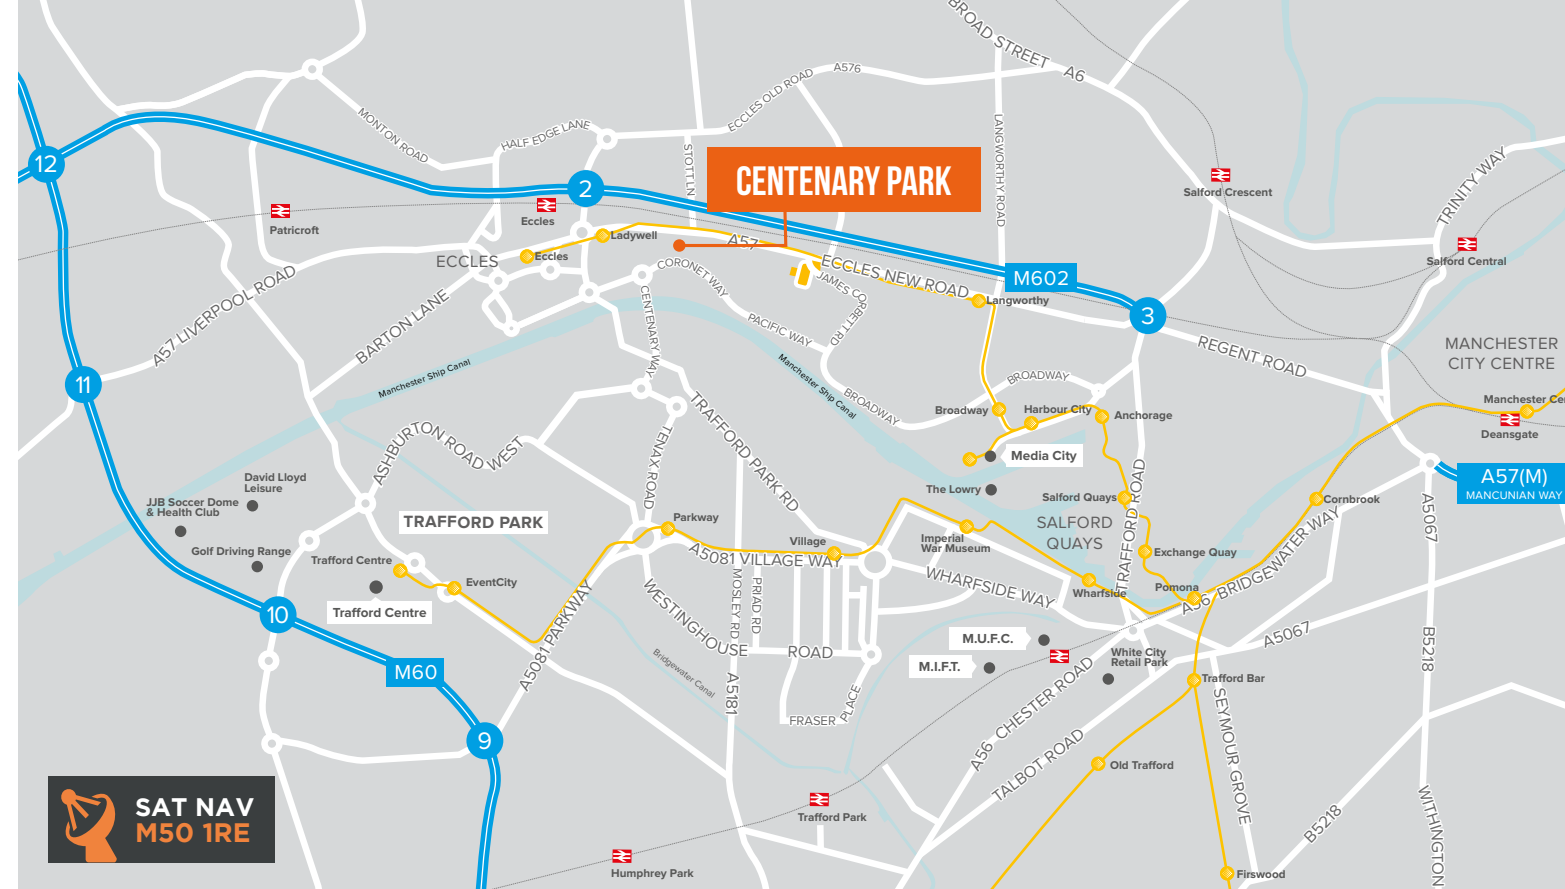 BROAD STREET A6
A576
ECCLES OLD ROAD
MONTON ROAD
HALF EDGE LANE
STOTT LN
LANGWORTHY ROAD
TRINITY WAY
12
2
CENTENARY PARK
Salford Crescent
Patricroft
Eccles
Ladywell
Eccles
ECCLES
A57
ECCLES NEW ROAD
M602
Salford Central
A57 LIVERPOOL ROAD
BARTON LANE
CORONET WAY
CENTENARY WAY
PACIFIC WAY
JAMES CORBETT RD
Langworthy
3
REGENT ROAD
MANCHESTER
CITY CENTRE
11
Manchester Ship Canal
Manchester Ship Canal
BROADWAY
BROADWAY
Broadway
Harbour City
Anchorage
Manchester Ce
Deansgate
ASHBURTON ROAD WEST
TENAX ROAD
TRAFFORD PARK RD
Media City
The Lowry
Salford Quays
SALFORD
QUAYS
TRAFFORD ROAD
Cornbrook
A57(M)
MANCUNIAN WAY
David Lloyd
Leisure
JJB Soccer Dome
& Health Club
Golf Driving Range
TRAFFORD PARK
Trafford Centre
EventCity
Trafford Centre
Parkway
A5081 VILLAGE WAY
Village
Imperial
War Museum
WHARFSIDE WAY
Wharfside
Exchange Quay
Pomona
A56 BRIDGEWATER WAY
A5067
A5067
10
A5081 PARKWAY
WESTINGHOUSE ROAD
MOSLEY RD
PRIAD RD
M.U.F.C.
M.I.F.T.
White City
Retail Park
B5218
M60
Bridgewater Canal
A5181
FRASER PLACE
A56 CHESTER ROAD
TALBOT ROAD
Trafford Bar
SEYMOUR GROVE
9
Old Trafford
SAT NAV
M50 1RE
Trafford Park
B5218
WITHINGTON
Humphrey Park
Firswood